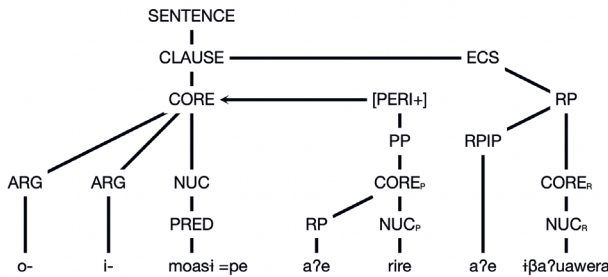 SENTENCE
CLAUSE ECS
CORE [PERI+] RP
PP RPIP
ARG ARG NUC COREP CORER
PRED RP NUCP NUCR
o- i- moasɨ =pe aʔe rire aʔe ɨβaʔuawera